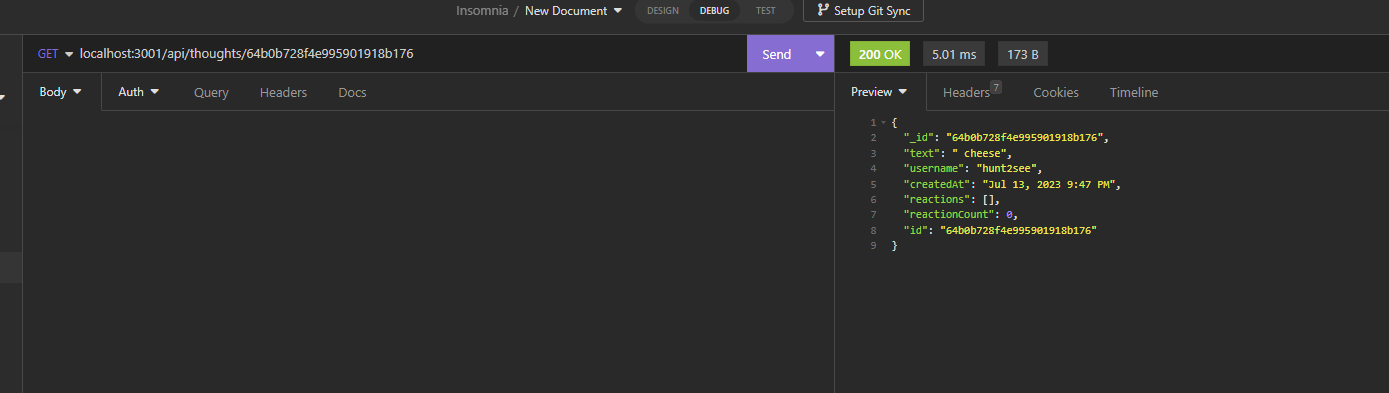 Insomnia / New Document DESIGN DEBUG TEST Setup Git Sync
GET localhost:3001/api/thoughts/64b0b728f4e995901918b176 Send 200 OK 5.01 ms 173 B
Body Auth Query Headers Docs Preview Headers 7 Cookies Timeline
1 {
2 "_id": "64b0b728f4e995901918b176",
3 "text": " cheese",
4 "username": "hunt2see",
5 "createdAt": "Jul 13, 2023 9:47 PM",
6 "reactions": [],
7 "reactionCount": 0,
8 "id": "64b0b728f4e995901918b176"
9 }